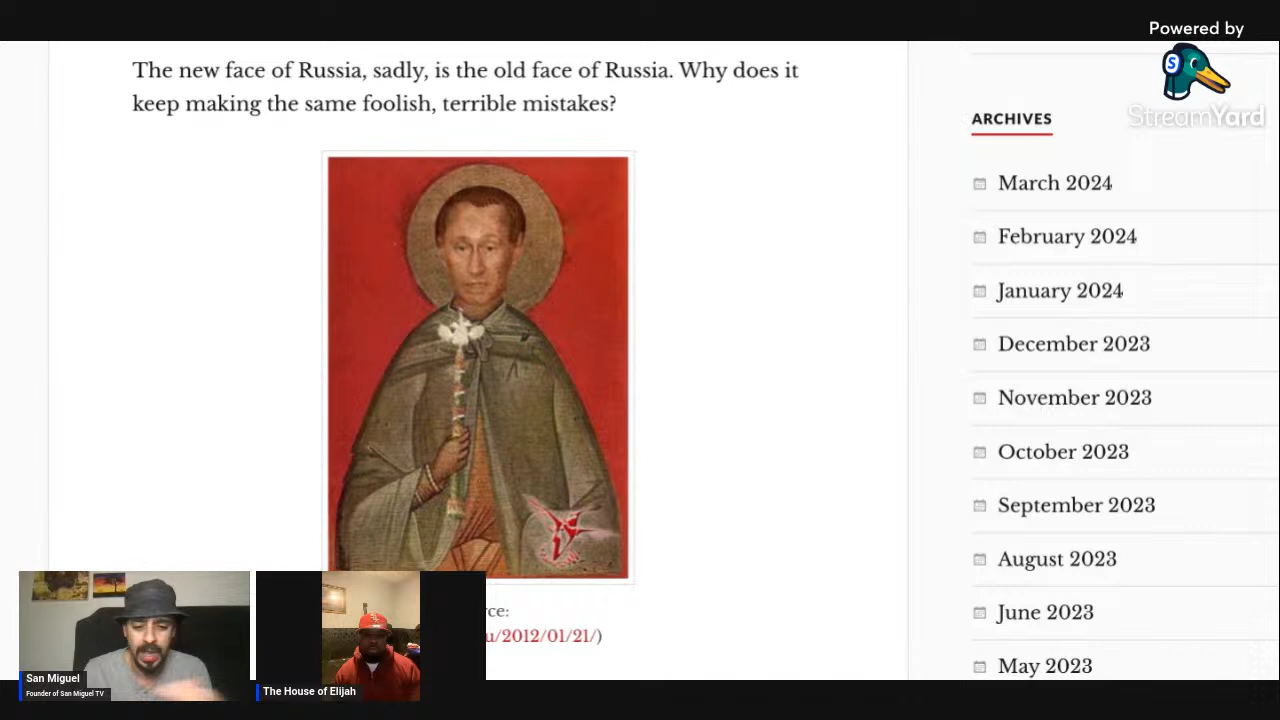 Powered by
StreamYard
The new face of Russia, sadly, is the old face of Russia. Why does it
keep making the same foolish, terrible mistakes?
ARCHIVES
March 2024
February 2024
January 2024
December 2023
November 2023
October 2023
September 2023
August 2023
June 2023
May 2023
rce:
u/2012/01/21/)
San Miguel
Founder of San Miguel TV
The House of Elijah